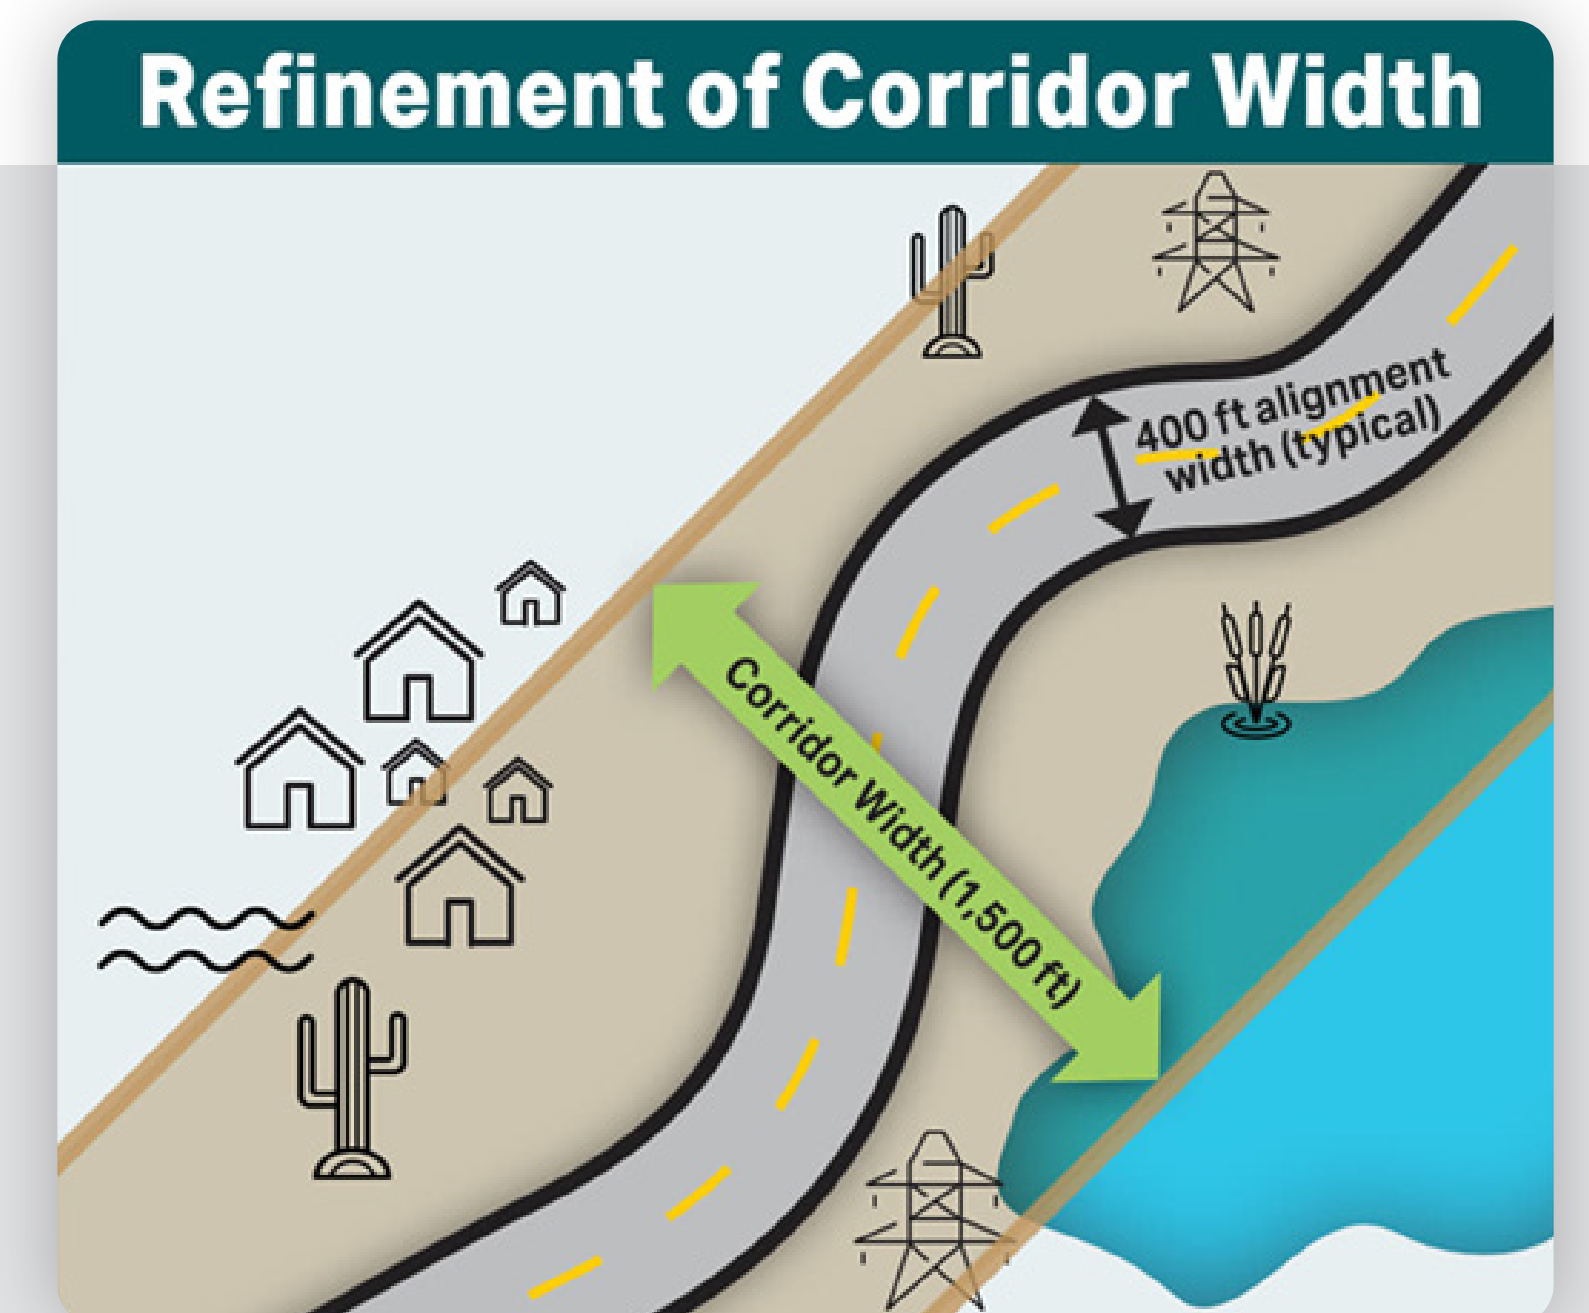 Refinement of Corridor Width
400 ft alignment
width (typical)
Corridor Width (1,500 ft)